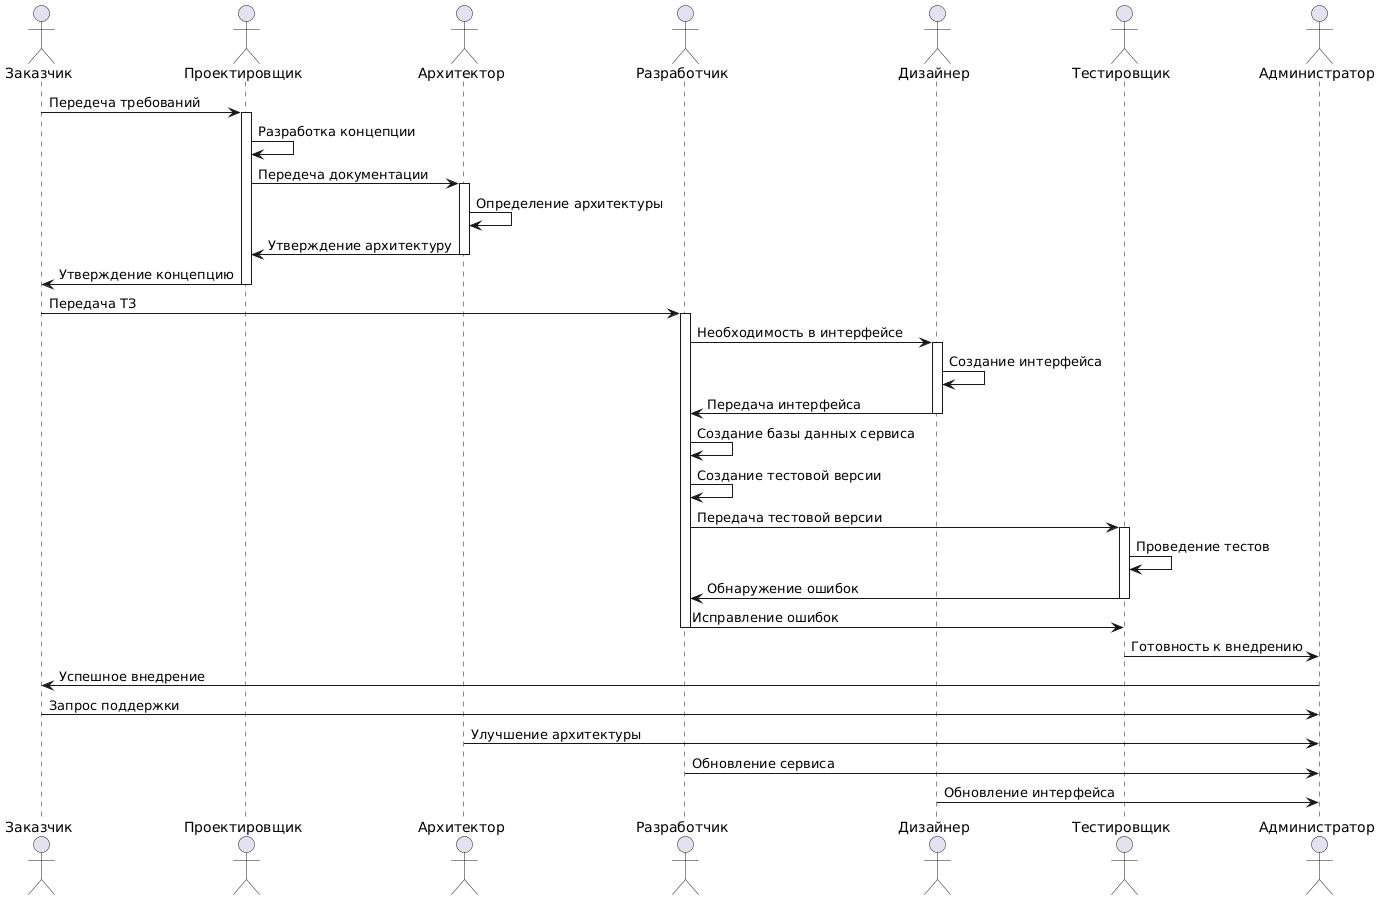 Заказчик Проектировщик Архитектор Разработчик Дизайнер Тестировщик Администратор
Передеча требований
Разработка концепции
Передеча документации
Определение архитектуры
Утверждение архитектуру
Утверждение концепцию
Передача ТЗ
Необходимость в интерфейсе
Создание интерфейса
Передача интерфейса
Создание базы данных сервиса
Создание тестовой версии
Передача тестовой версии
Проведение тестов
Обнаружение ошибок
Исправление ошибок
Готовность к внедрению
Успешное внедрение
Запрос поддержки
Улучшение архитектуры
Обновление сервиса
Обновление интерфейса
Заказчик Проектировщик Архитектор Разработчик Дизайнер Тестировщик Администратор